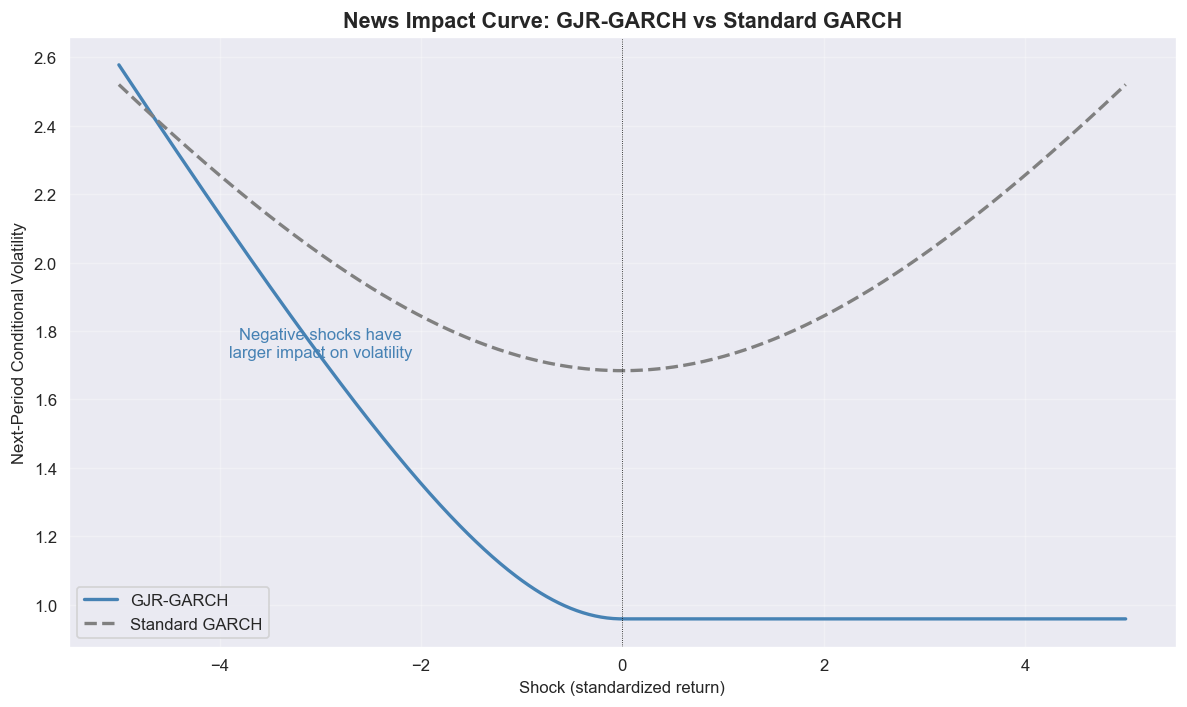 News Impact Curve: GJR-GARCH vs Standard GARCH
Next-Period Conditional Volatility
2.6
2.4
2.2
2.0
1.8
1.6
1.4
1.2
1.0
Negative shocks have
larger impact on volatility
GJR-GARCH
Standard GARCH
−4
−2
0
2
4
Shock (standardized return)